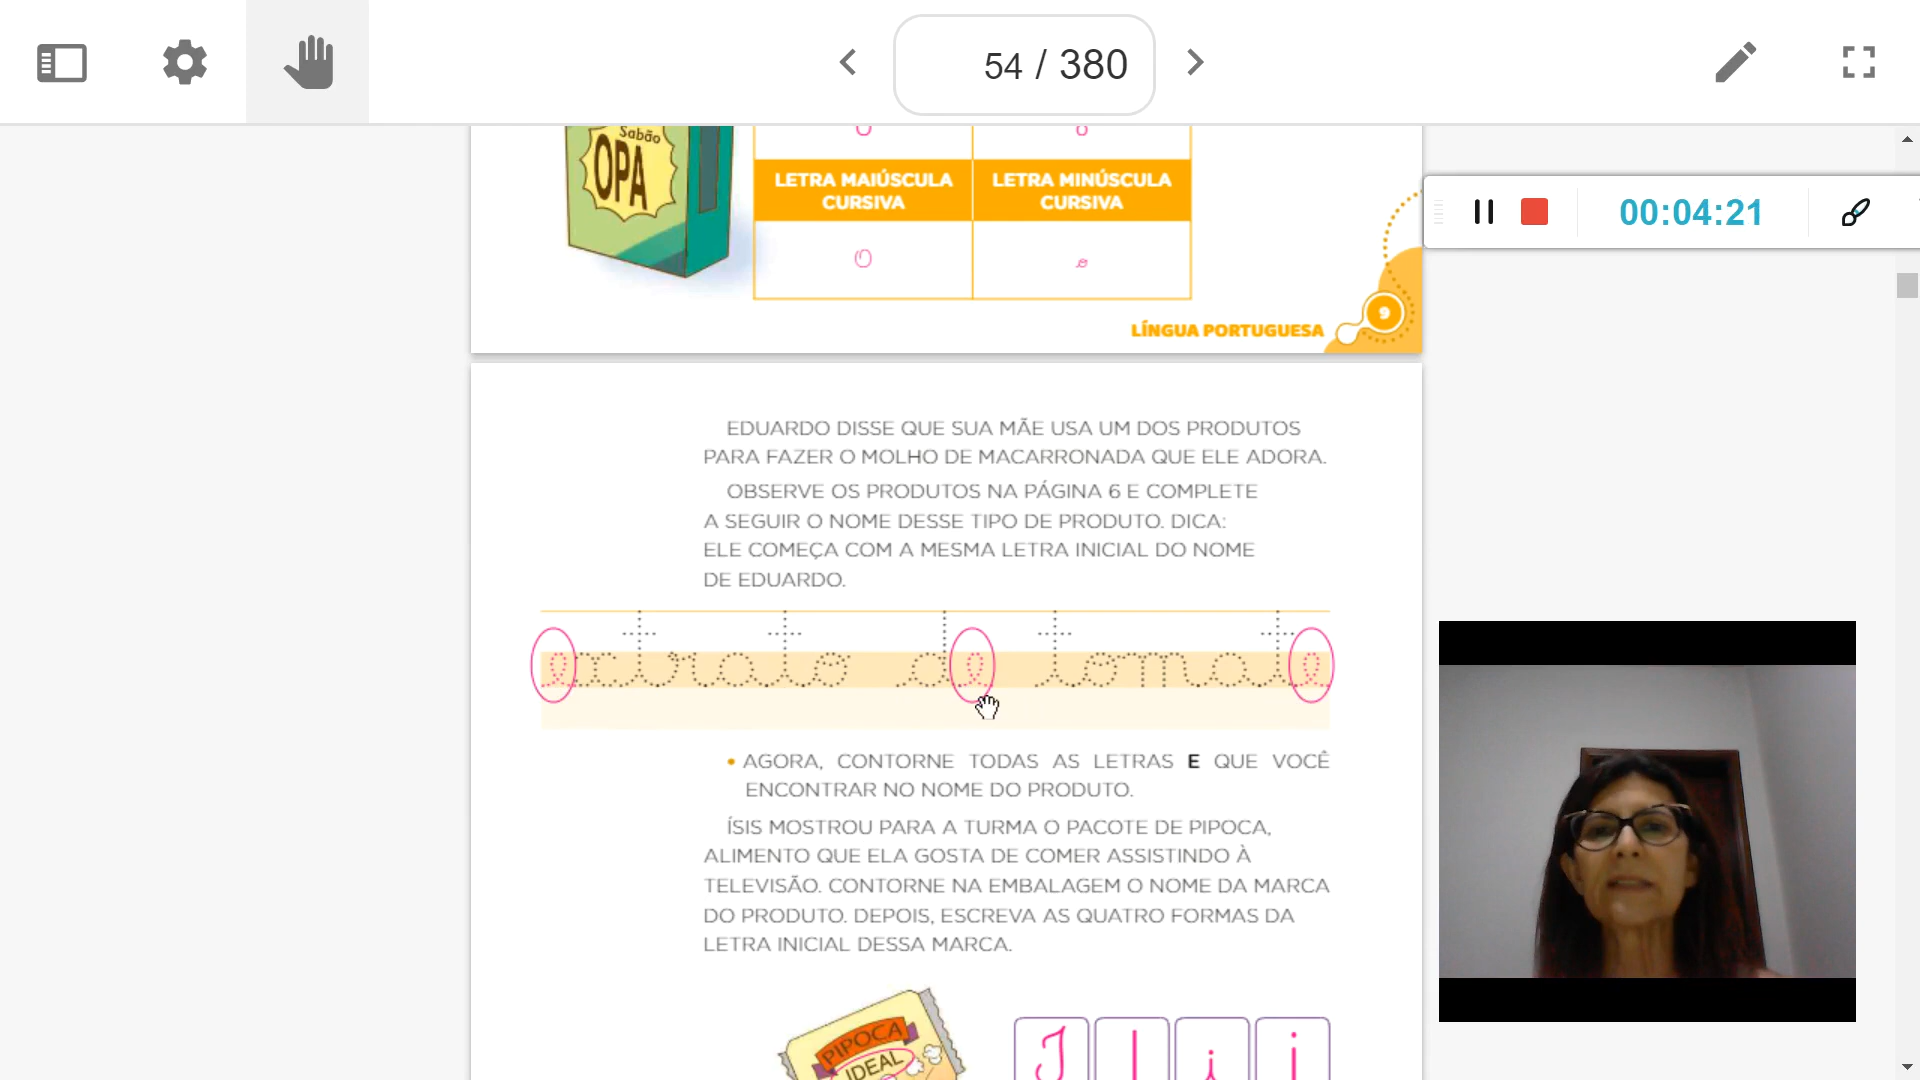 54 / 380
Sabão
OPA
LETRA MAIÚSCULA CURSIVA
LETRA MINÚSCULA CURSIVA
O
o
LÍNGUA PORTUGUESA
9
00:04:21
EDUARDO DISSE QUE SUA MÃE USA UM DOS PRODUTOS
PARA FAZER O MOLHO DE MACARRONADA QUE ELE ADORA.
OBSERVE OS PRODUTOS NA PÁGINA 6 E COMPLETE
A SEGUIR O NOME DESSE TIPO DE PRODUTO. DICA:
ELE COMEÇA COM A MESMA LETRA INICIAL DO NOME
DE EDUARDO.
extrato de tomate
• AGORA, CONTORNE TODAS AS LETRAS E QUE VOCÊ
ENCONTRAR NO NOME DO PRODUTO.
ÍSIS MOSTROU PARA A TURMA O PACOTE DE PIPOCA,
ALIMENTO QUE ELA GOSTA DE COMER ASSISTINDO À
TELEVISÃO. CONTORNE NA EMBALAGEM O NOME DA MARCA
DO PRODUTO. DEPOIS, ESCREVA AS QUATRO FORMAS DA
LETRA INICIAL DESSA MARCA.
PIPOCA
IDEAL
I I i i